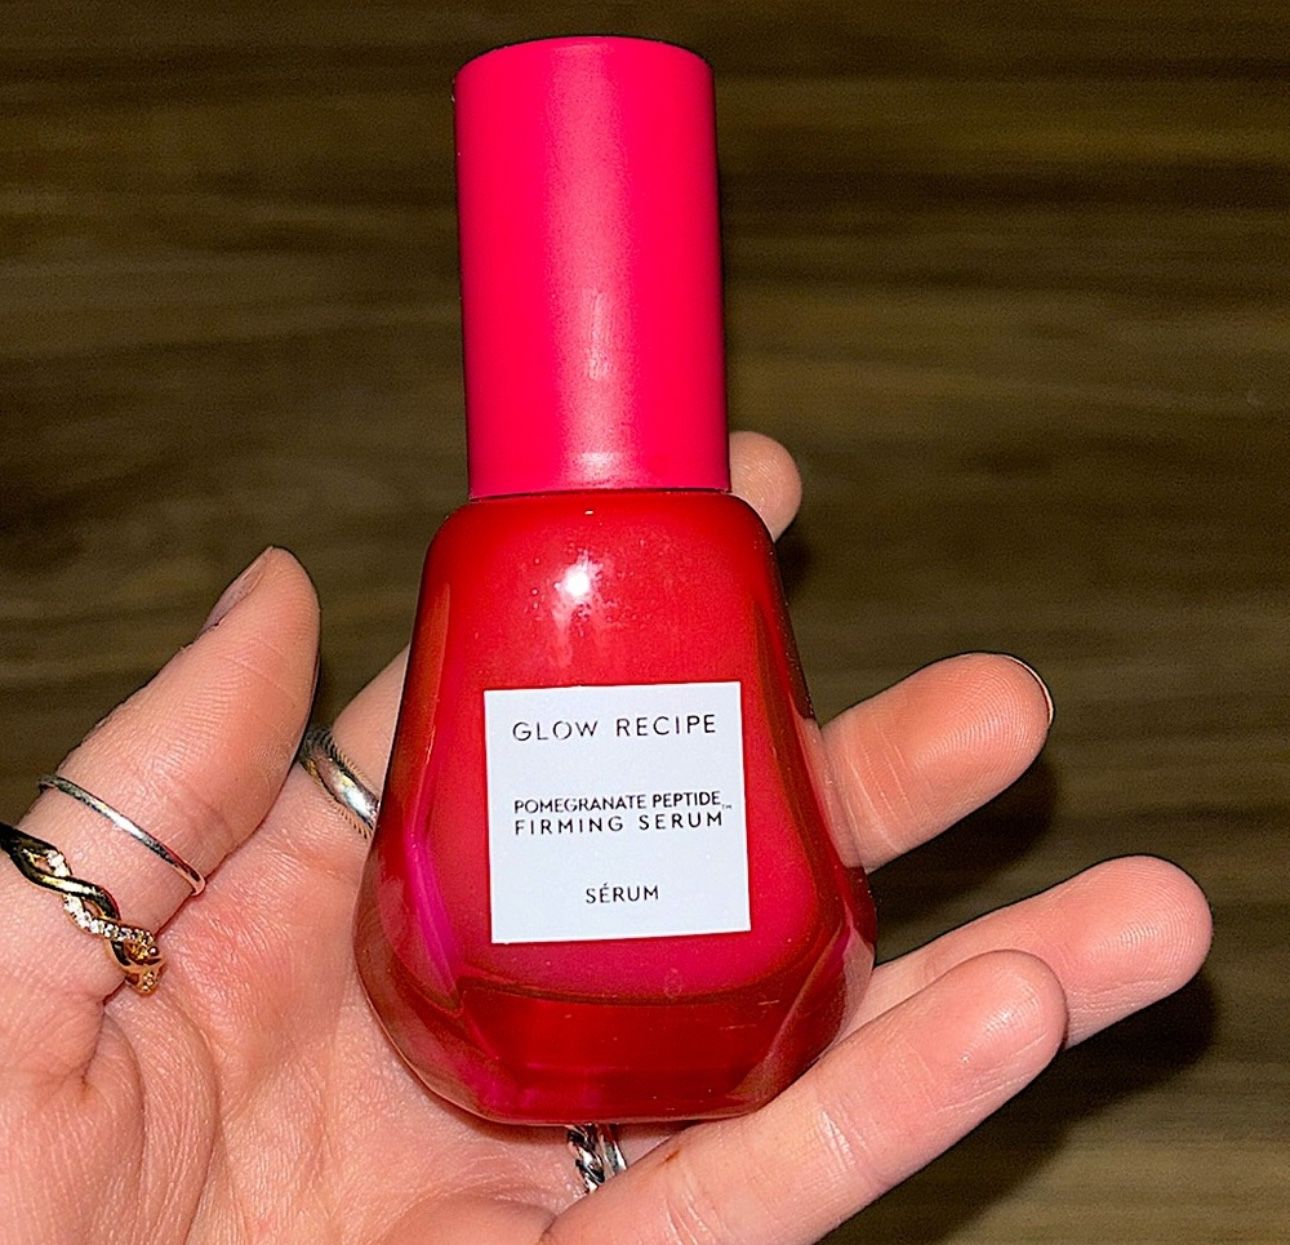 GLOW RECIPE
POMEGRANATE PEPTIDE™
FIRMING SERUM
SÉRUM